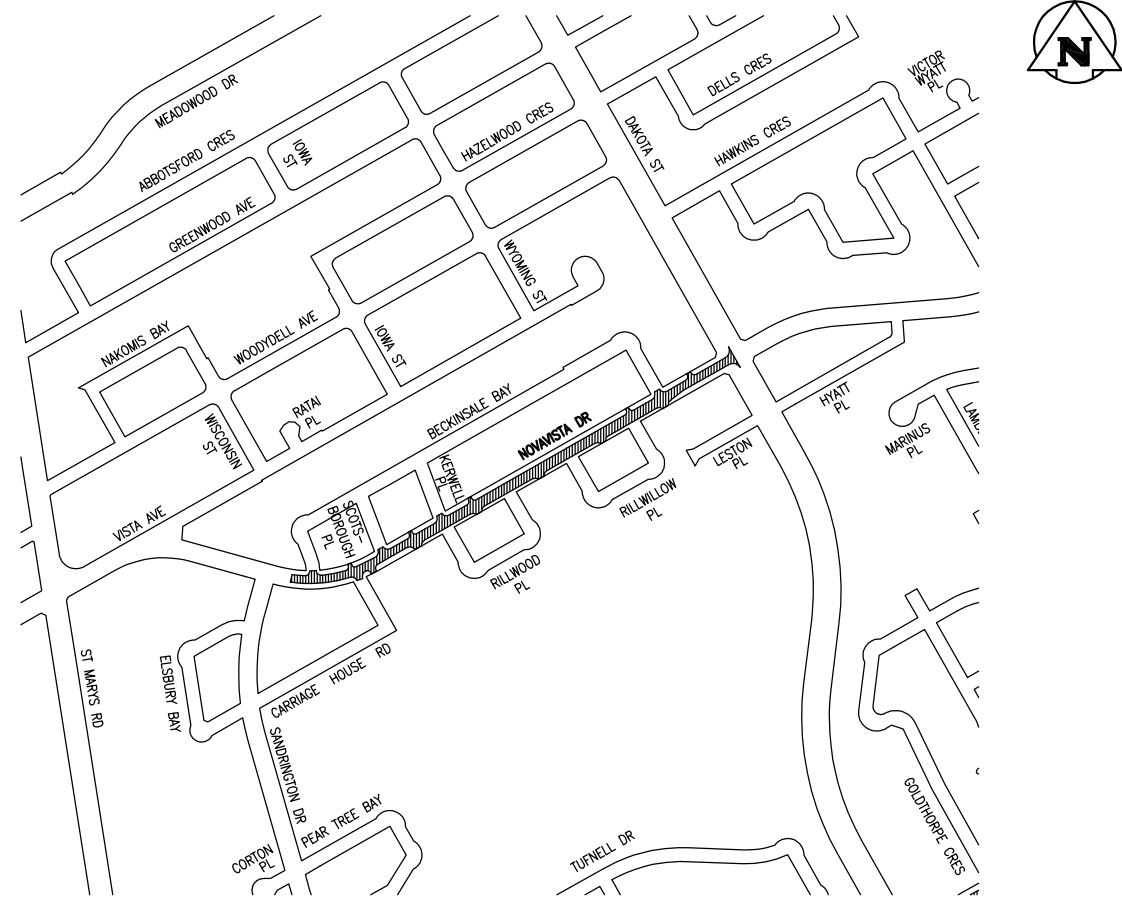 N
MEADOWOOD DR
DELLS CRES
VICTOR
WYATT
PL
ABBOTSFORD CRES
IOWA
ST
HAZELWOOD CRES
DAKOTA ST
HAWKINS CRES
GREENWOOD AVE
WYOMING ST
NAKOMIS BAY
WOODYDELL AVE
IOWA ST
RATAI
PL
BECKINSALE BAY
HYATT
PL
WISCONSIN
ST
NOVAVISTA DR
MARINUS
PL
KERWELL
PL
LESTON
PL
VISTA AVE
SCOTS-
BOROUGH
PL
RILLWILLOW
PL
RILLWOOD
PL
ST MARYS RD
ELSBURY BAY
CARRIAGE HOUSE RD
SANDRINGTON DR
PEAR TREE BAY
CORTON
PL
TUFNELL DR
GOLDTHORPE CRES